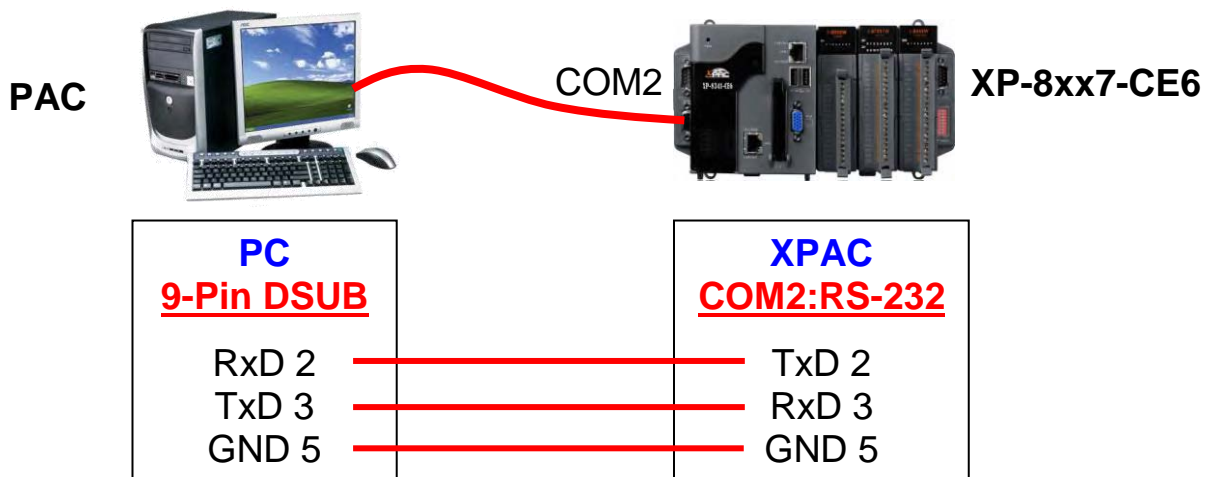 PAC
COM2
XP-8xx7-CE6
PC
9-Pin DSUB
RxD 2
TxD 3
GND 5
XPAC
COM2:RS-232
TxD 2
RxD 3
GND 5